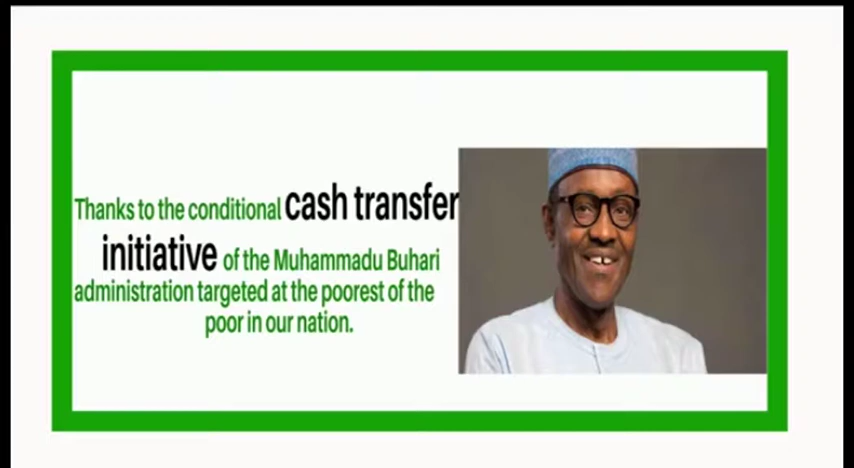 Thanks to the conditional cash transfer
initiative of the Muhammadu Buhari
administration targeted at the poorest of the
poor in our nation.